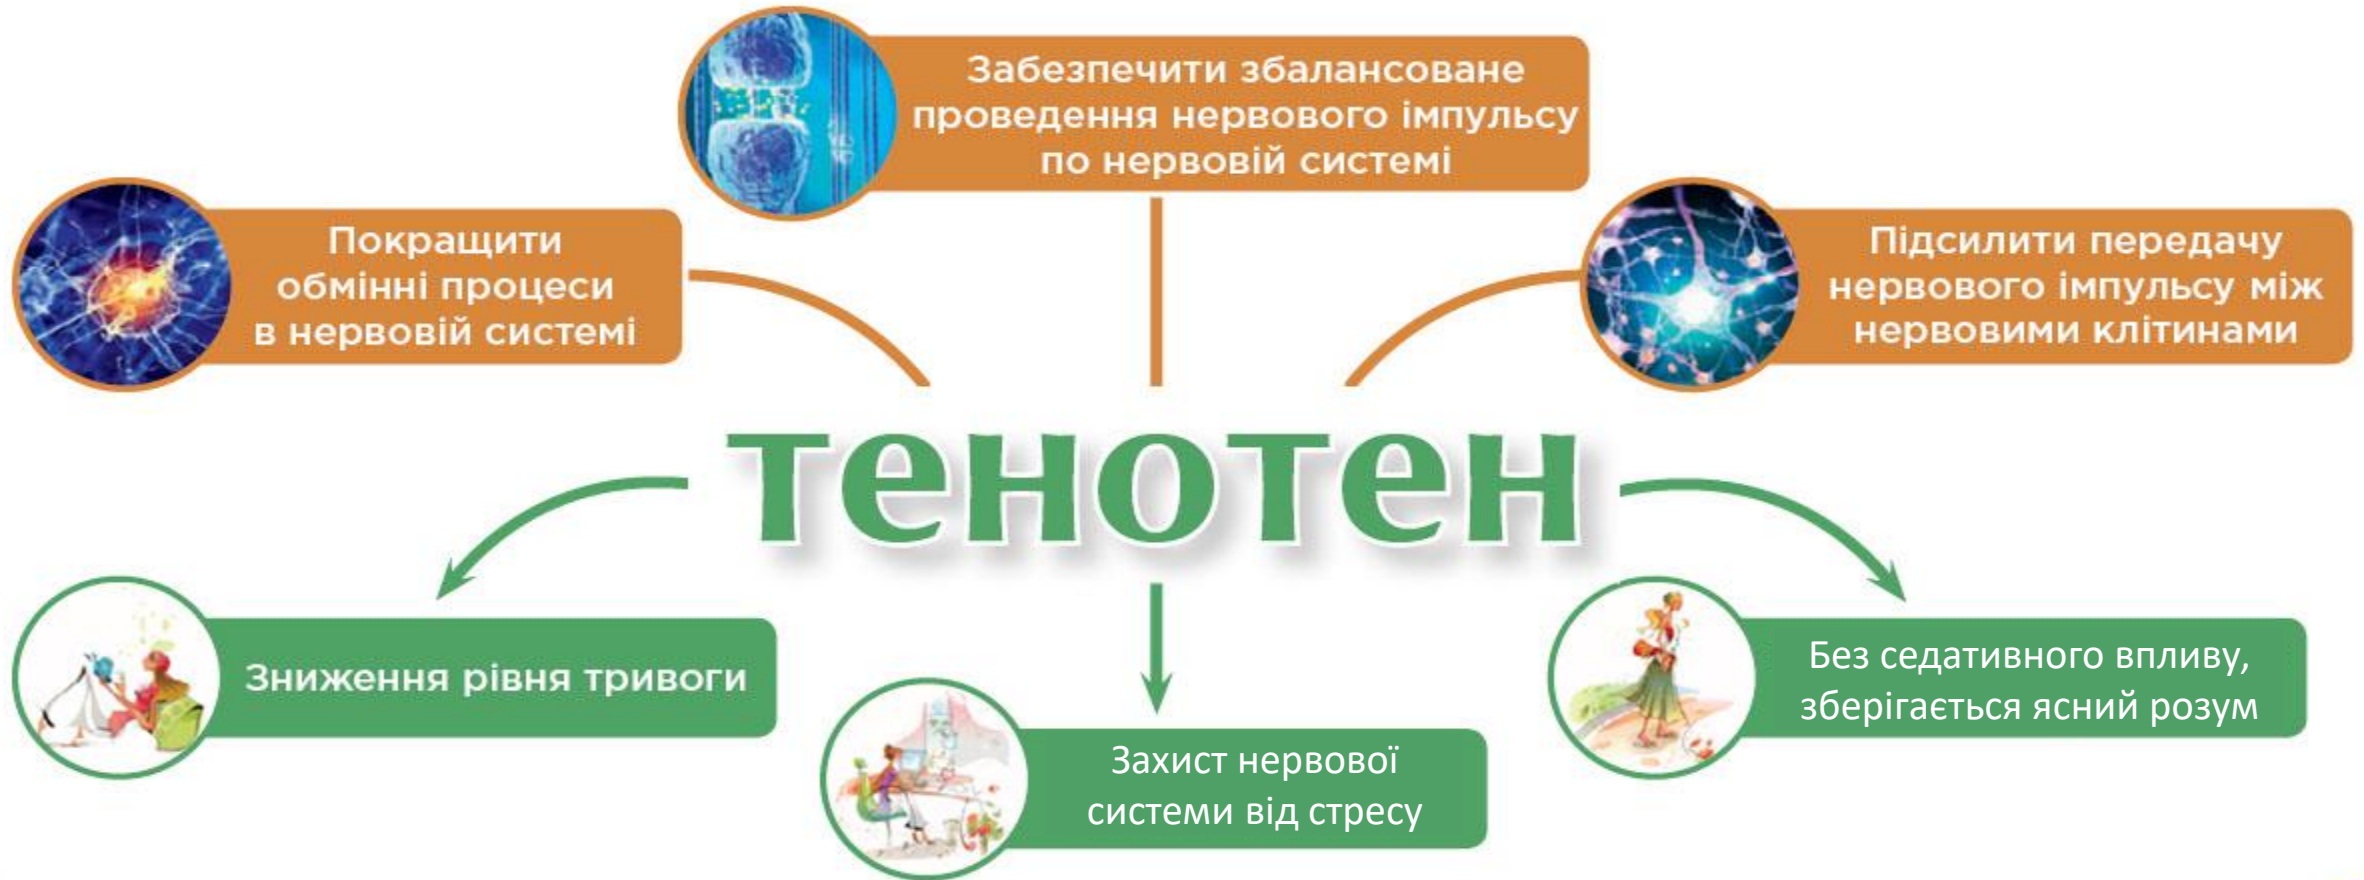 Забезпечити збалансоване
проведення нервового імпульсу
по нервовій системі
Покращити
обмінні процеси
в нервовій системі
Підсилити передачу
нервового імпульсу між
нервовими клітинами
тенотен
Зниження рівня тривоги
Захист нервової
системи від стресу
Без седативного впливу,
зберігається ясний розум